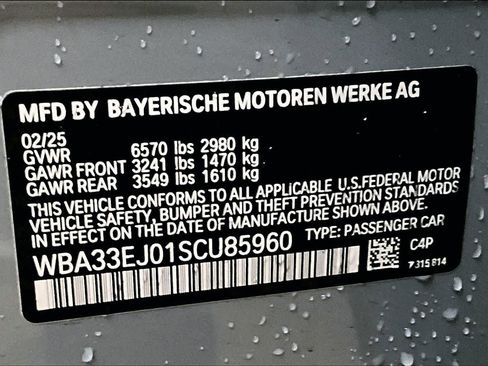 MFD BY BAYERISCHE MOTOREN WERKE AG
02/25
GVWR 6570 lbs 2980 kg
GAWR FRONT 3241 lbs 1470 kg
GAWR REAR 3549 lbs 1610 kg
THIS VEHICLE CONFORMS TO ALL APPLICABLE U.S.FEDERAL MOTOR
VEHICLE SAFETY, BUMPER AND THEFT PREVENTION STANDARDS
IN EFFECT ON THE DATE OF MANUFACTURE SHOWN ABOVE.
WBA33EJ01SCU85960 TYPE: PASSENGER CAR
C4P
7315614